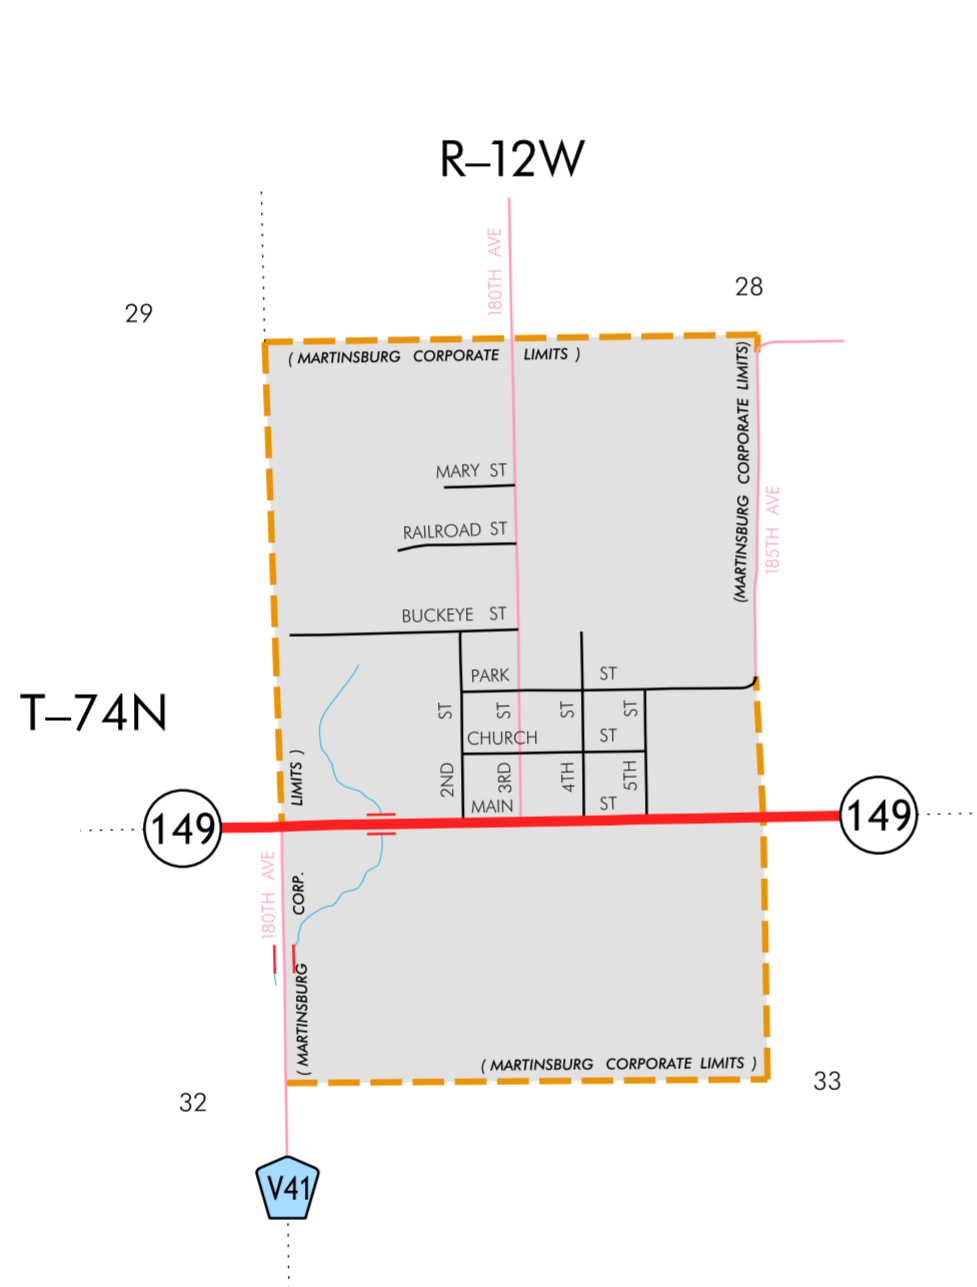 R–12W
180TH AVE
28
29
( MARTINSBURG CORPORATE LIMITS )
(MARTINSBURG CORPORATE LIMITS)
MARY ST
185TH AVE
RAILROAD ST
BUCKEYE ST
PARK ST
T–74N
2ND ST
3RD ST
4TH ST
5TH ST
CHURCH ST
MAIN ST
149
149
180TH AVE
( MARTINSBURG CORP. LIMITS )
( MARTINSBURG CORPORATE LIMITS )
33
32
V41